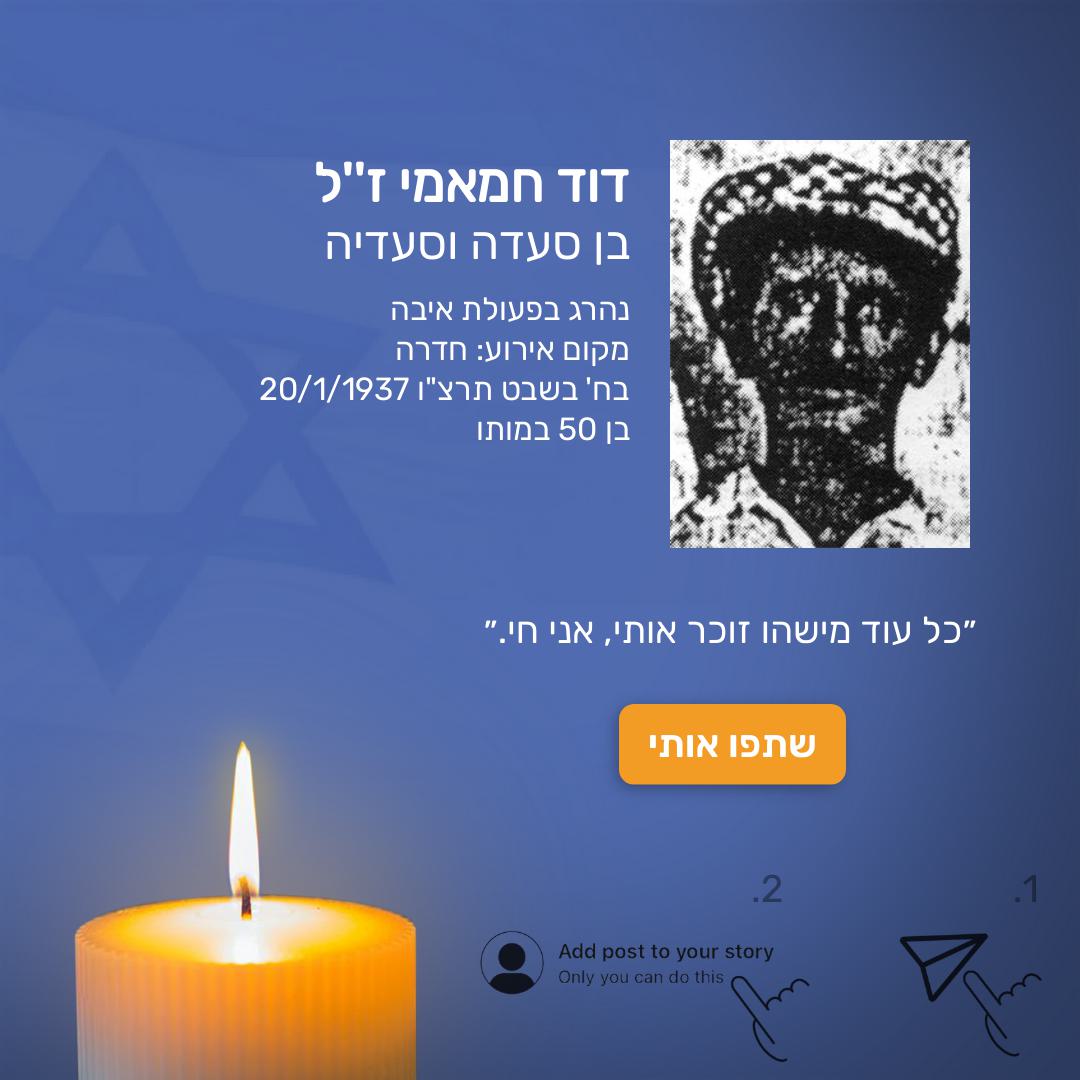 דוד חמאמי ז"ל
בן סעדה וסעדיה
נהרג בפעולת איבה
מקום אירוע: חדרה
בח' בשבט תרצ"ו 20/1/1937
בן 50 במותו
״כל עוד מישהו זוכר אותי, אני חי.״
שתפו אותי
1.
2.
Add post to your story
Only you can do this